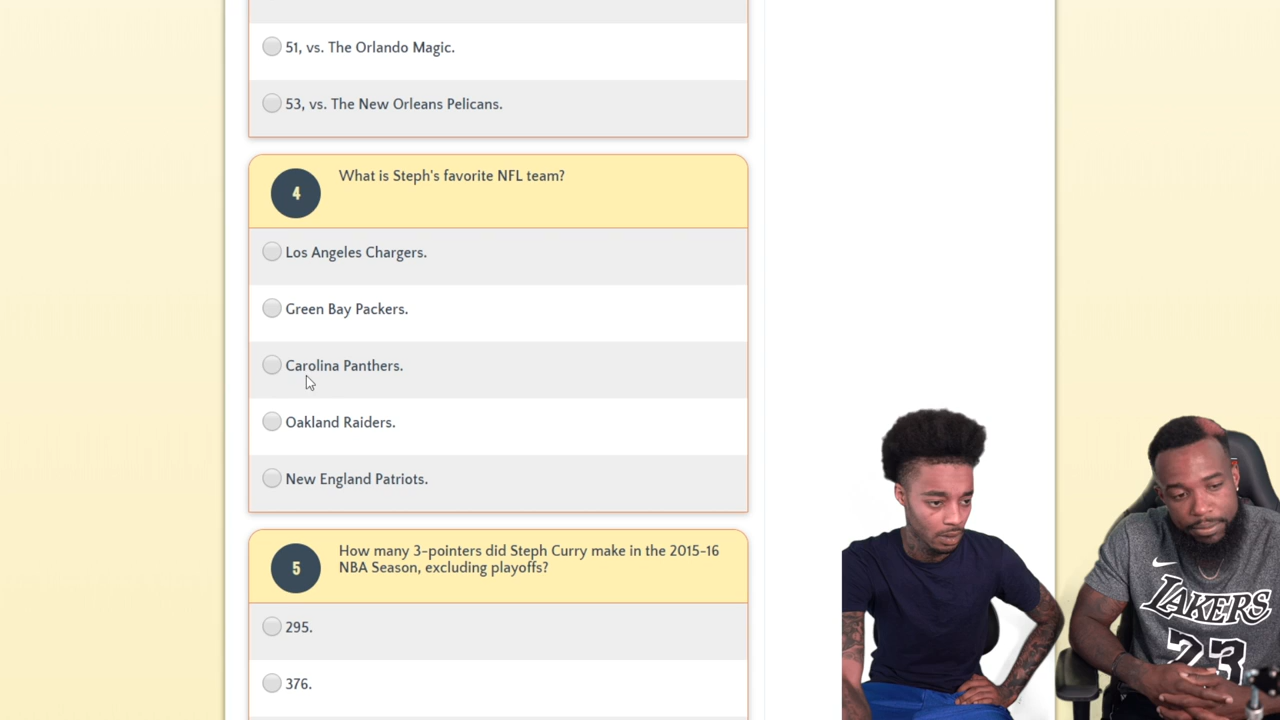 51, vs. The Orlando Magic.
53, vs. The New Orleans Pelicans.
4
What is Steph's favorite NFL team?
Los Angeles Chargers.
Green Bay Packers.
Carolina Panthers.
Oakland Raiders.
New England Patriots.
5
How many 3-pointers did Steph Curry make in the 2015-16
NBA Season, excluding playoffs?
295.
376.
LAKERS
23